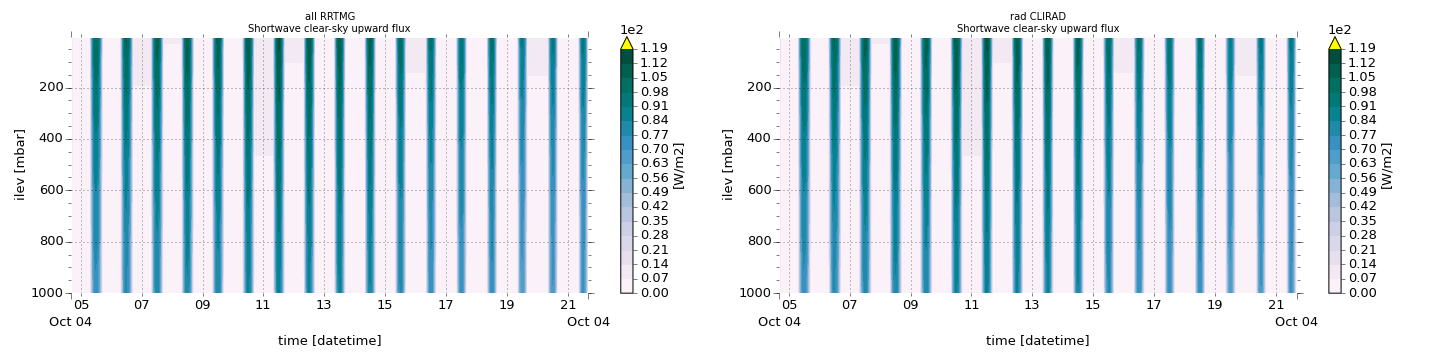 all RRTMG
Shortwave clear-sky upward flux
1e2
1.19
1.12
1.05
0.98
0.91
0.84
0.77
0.70
0.63
0.56
0.49
0.42
0.35
0.28
0.21
0.14
0.07
0.00
[W/m2]
ilev [mbar]
200
400
600
800
1000
05 07 09 11 13 15 17 19 21
Oct 04 Oct 04
time [datetime]
rad CLIRAD
Shortwave clear-sky upward flux
1e2
1.19
1.12
1.05
0.98
0.91
0.84
0.77
0.70
0.63
0.56
0.49
0.42
0.35
0.28
0.21
0.14
0.07
0.00
[W/m2]
ilev [mbar]
200
400
600
800
1000
05 07 09 11 13 15 17 19 21
Oct 04 Oct 04
time [datetime]